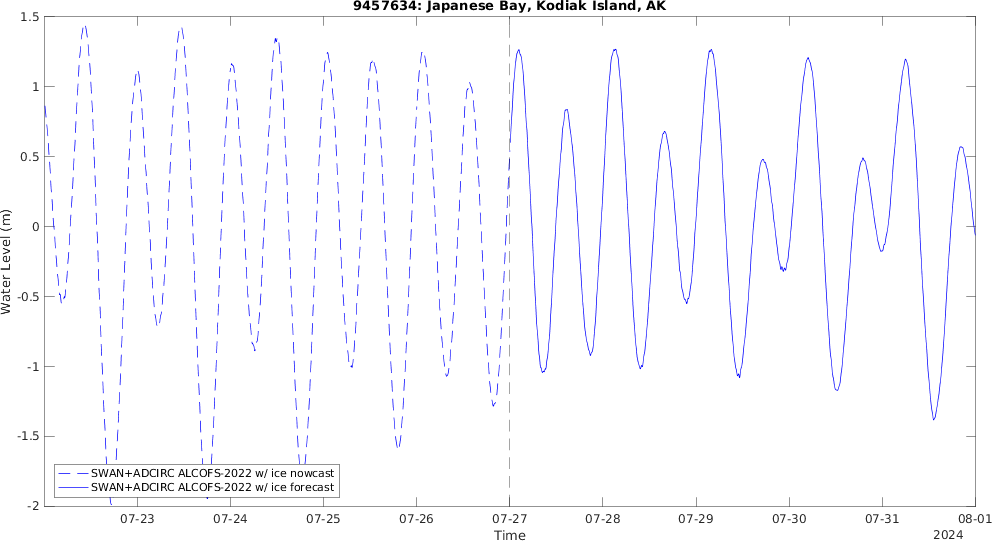 9457634: Japanese Bay, Kodiak Island, AK
1.5
1
0.5
0
-0.5
-1
-1.5
-2
Water Level (m)
SWAN+ADCIRC ALCOFS-2022 w/ ice nowcast
SWAN+ADCIRC ALCOFS-2022 w/ ice forecast
07-23 07-24 07-25 07-26 07-27 07-28 07-29 07-30 07-31 08-01
Time
2024